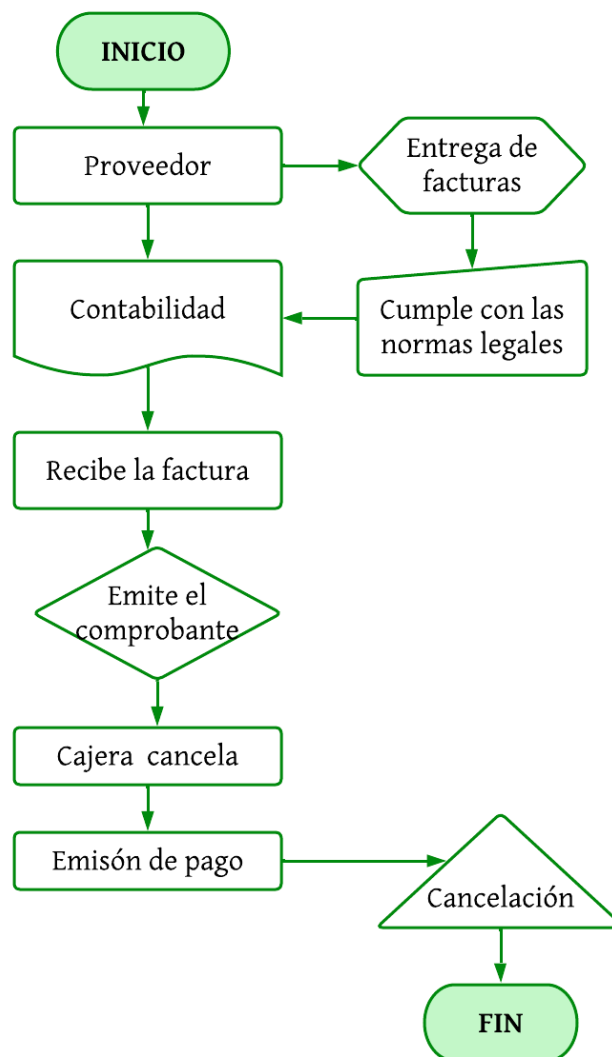 INICIO
Proveedor
Entrega de
facturas
Contabilidad
Cumple con las
normas legales
Recibe la factura
Emite el
comprobante
Cajera cancela
Emisón de pago
Cancelación
FIN